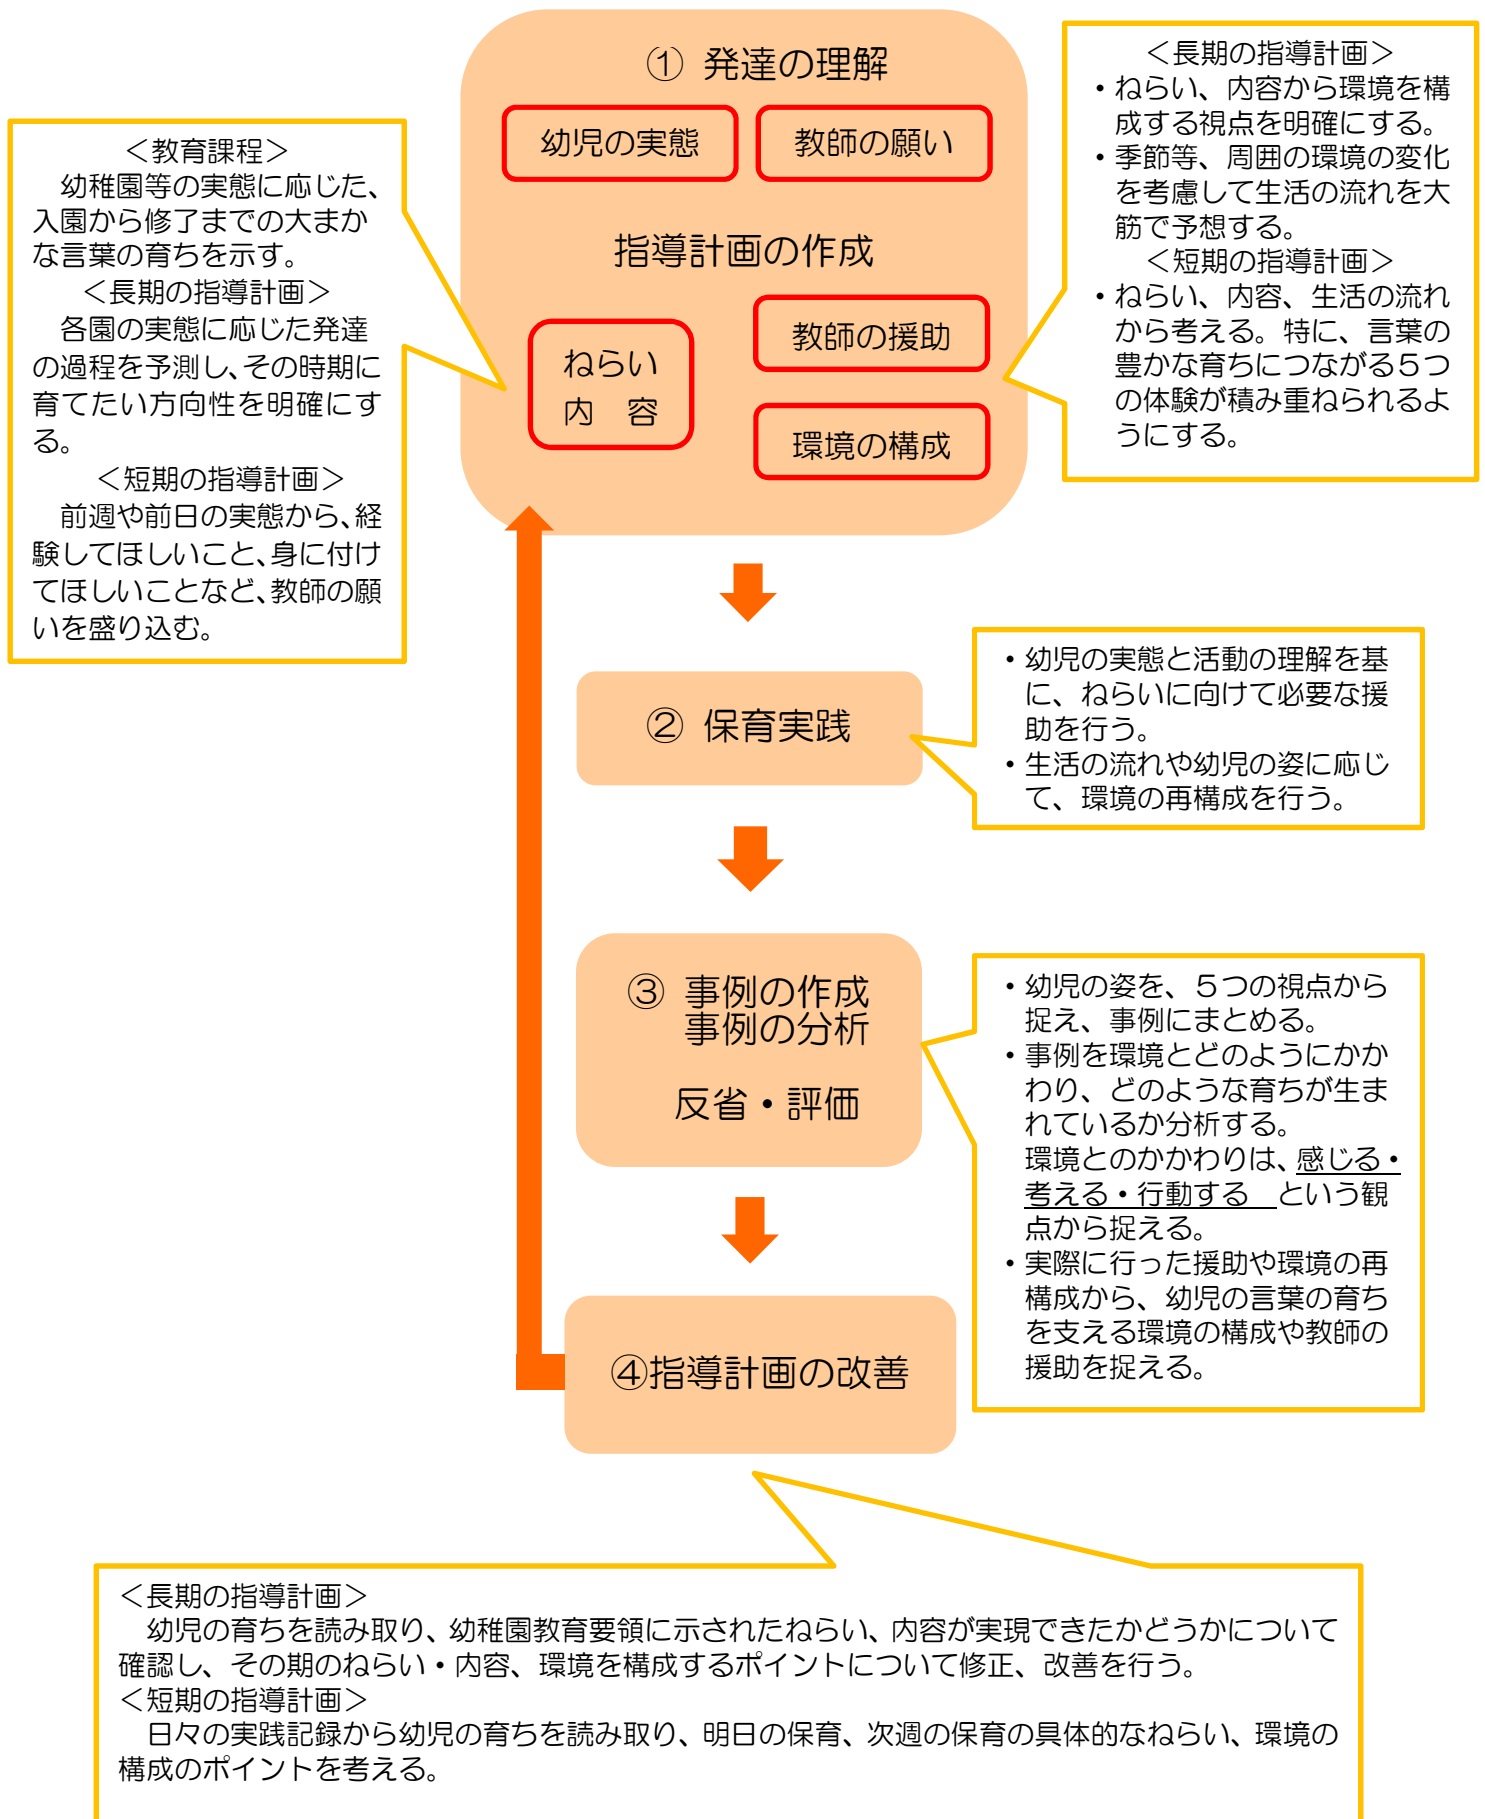 ① 発達の理解
幼児の実態
教師の願い
指導計画の作成
ねらい
内　容
教師の援助
環境の構成
＜教育課程＞
　幼稚園等の実態に応じた、
入園から修了までの大まか
な言葉の育ちを示す。
＜長期の指導計画＞
　各園の実態に応じた発達
の過程を予測し、その時期に
育てたい方向性を明確にす
る。
＜短期の指導計画＞
　前週や前日の実態から、経
験してほしいこと、身に付け
てほしいことなど、教師の願
いを盛り込む。
＜長期の指導計画＞
・ねらい、内容から環境を構
成する視点を明確にする。
・季節等、周囲の環境の変化
を考慮して生活の流れを大
筋で予想する。
＜短期の指導計画＞
・ねらい、内容、生活の流れ
から考える。特に、言葉の
豊かな育ちにつながる５つ
の体験が積み重ねられるよ
うにする。
② 保育実践
・幼児の実態と活動の理解を基
に、ねらいに向けて必要な援
助を行う。
・生活の流れや幼児の姿に応じ
て、環境の再構成を行う。
③ 事例の作成
事例の分析
反省・評価
・幼児の姿を、５つの視点から
捉え、事例にまとめる。
・事例を環境とどのようにかか
わり、どのような育ちが生ま
れているか分析する。
環境とのかかわりは、感じる・
考える・行動する　という観
点から捉える。
・実際に行った援助や環境の再
構成から、幼児の言葉の育ち
を支える環境の構成や教師の
援助を捉える。
④指導計画の改善
＜長期の指導計画＞
　幼児の育ちを読み取り、幼稚園教育要領に示されたねらい、内容が実現できたかどうかについて
確認し、その期のねらい・内容、環境を構成するポイントについて修正、改善を行う。
＜短期の指導計画＞
　日々の実践記録から幼児の育ちを読み取り、明日の保育、次週の保育の具体的なねらい、環境の
構成のポイントを考える。